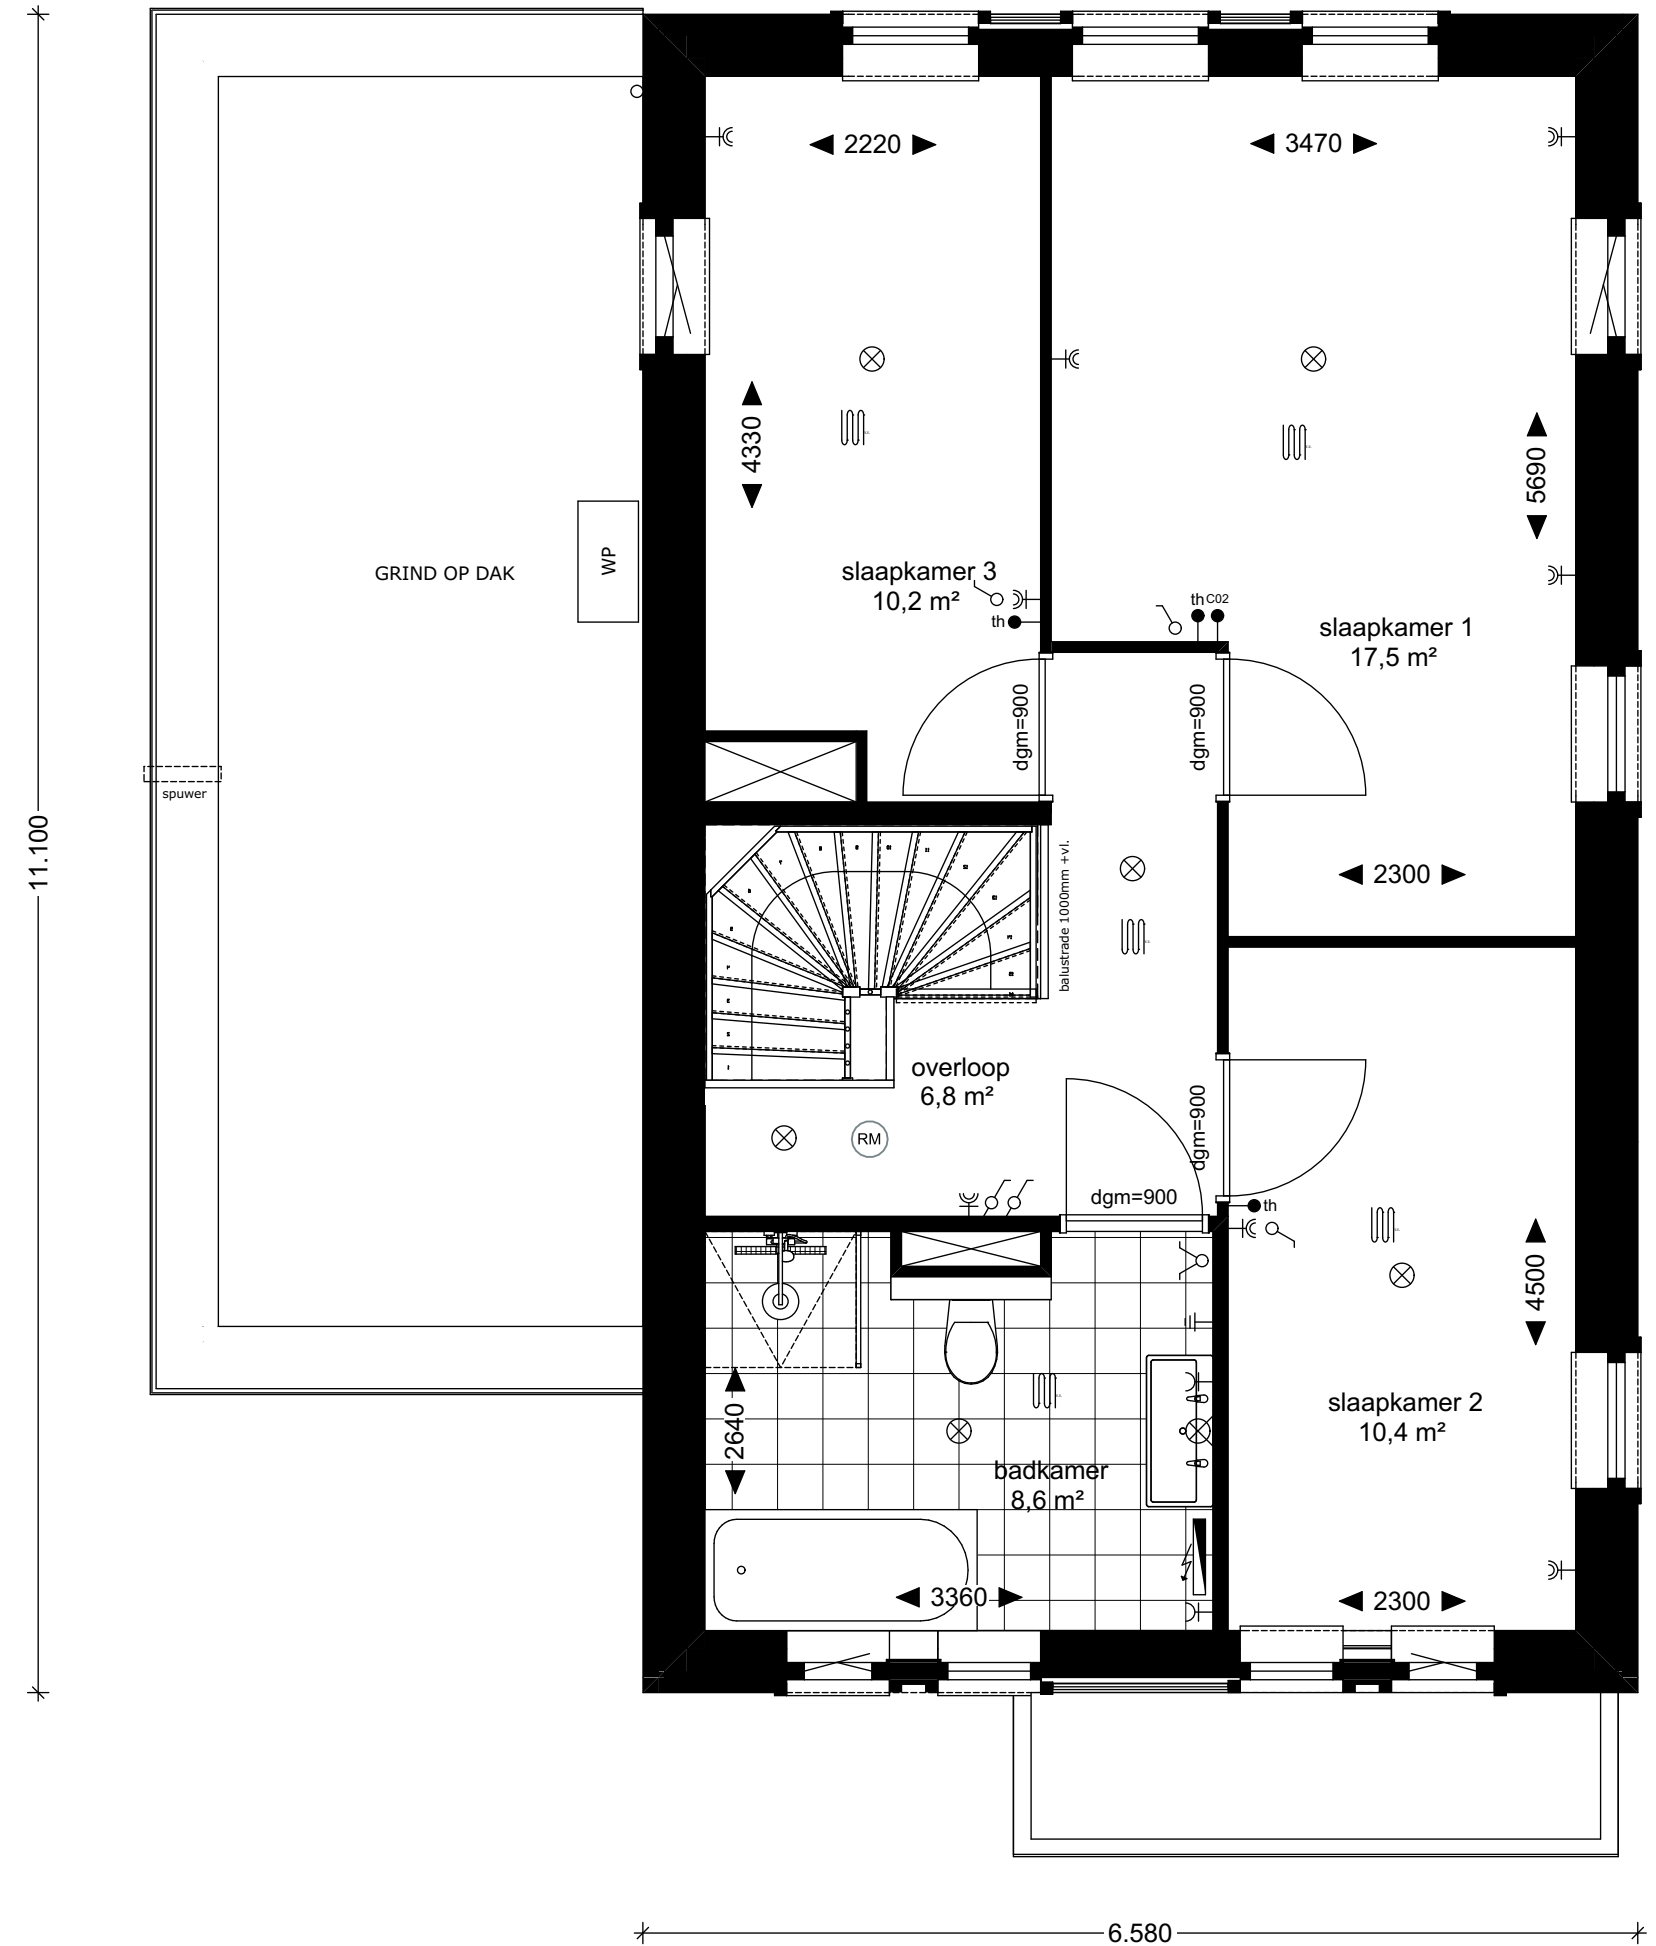 2220
3470
4330
5690
GRIND OP DAK
WP
slaapkamer 3
10,2 m²
th
th
C02
slaapkamer 1
17,5 m²
dgm=900
dgm=900
spuwer
11.100
balustrade 1000mm +vl.
2300
overloop
6,8 m²
RM
dgm=900
dgm=900
th
4500
2640
slaapkamer 2
10,4 m²
badkamer
8,6 m²
3360
2300
6.580